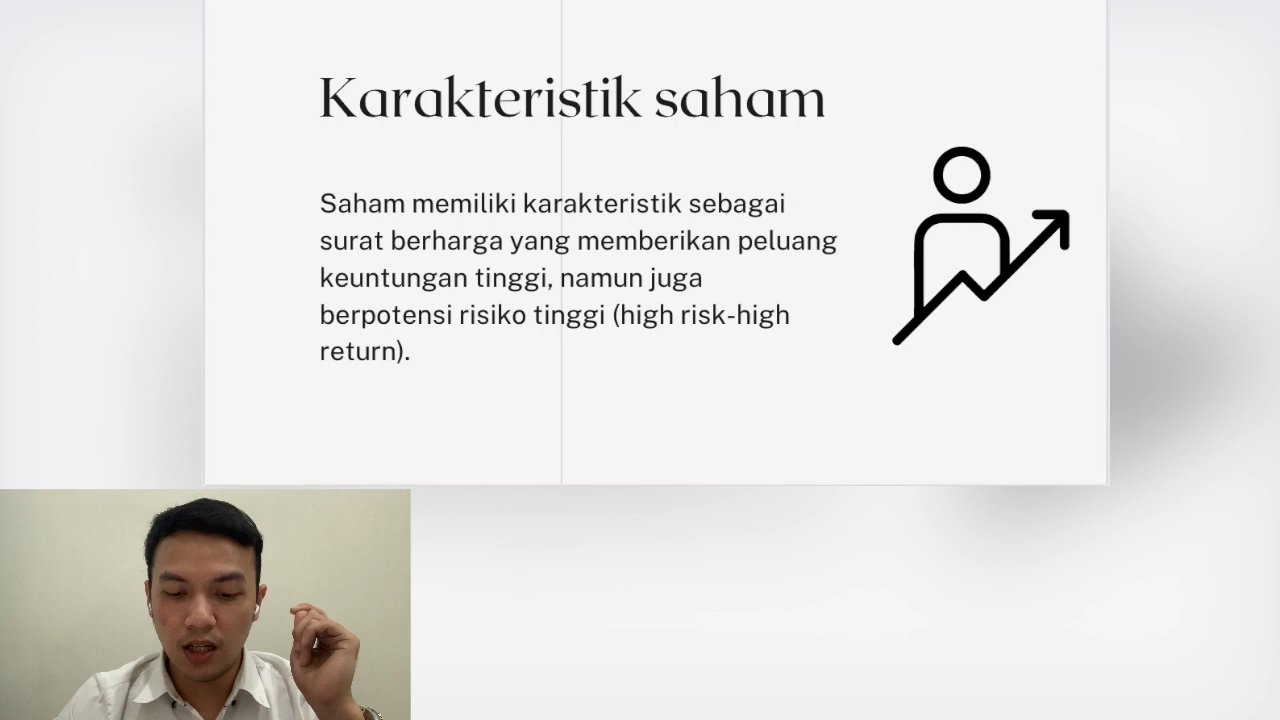 Karakteristik saham
Saham memiliki karakteristik sebagai
surat berharga yang memberikan peluang
keuntungan tinggi, namun juga
berpotensi risiko tinggi (high risk-high
return).